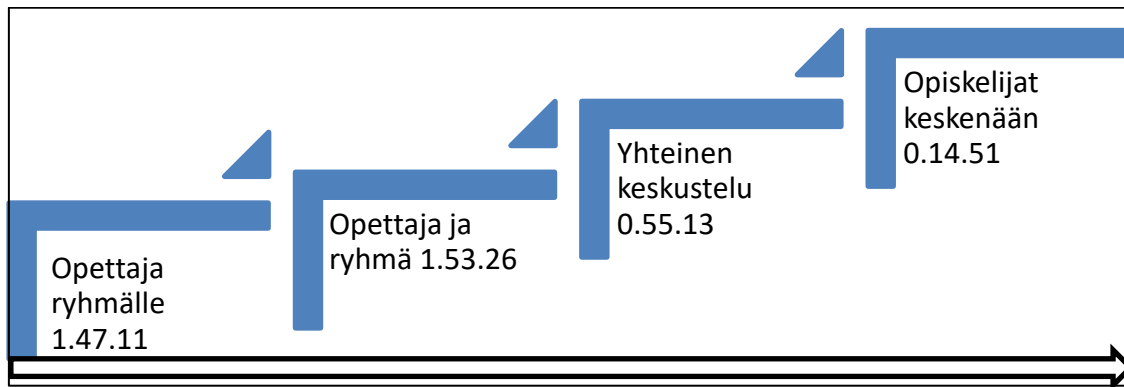 Opettaja
ryhmälle
1.47.11
Opettaja ja
ryhmä 1.53.26
Yhteinen
keskustelu
0.55.13
Opiskelijat
keskenään
0.14.51